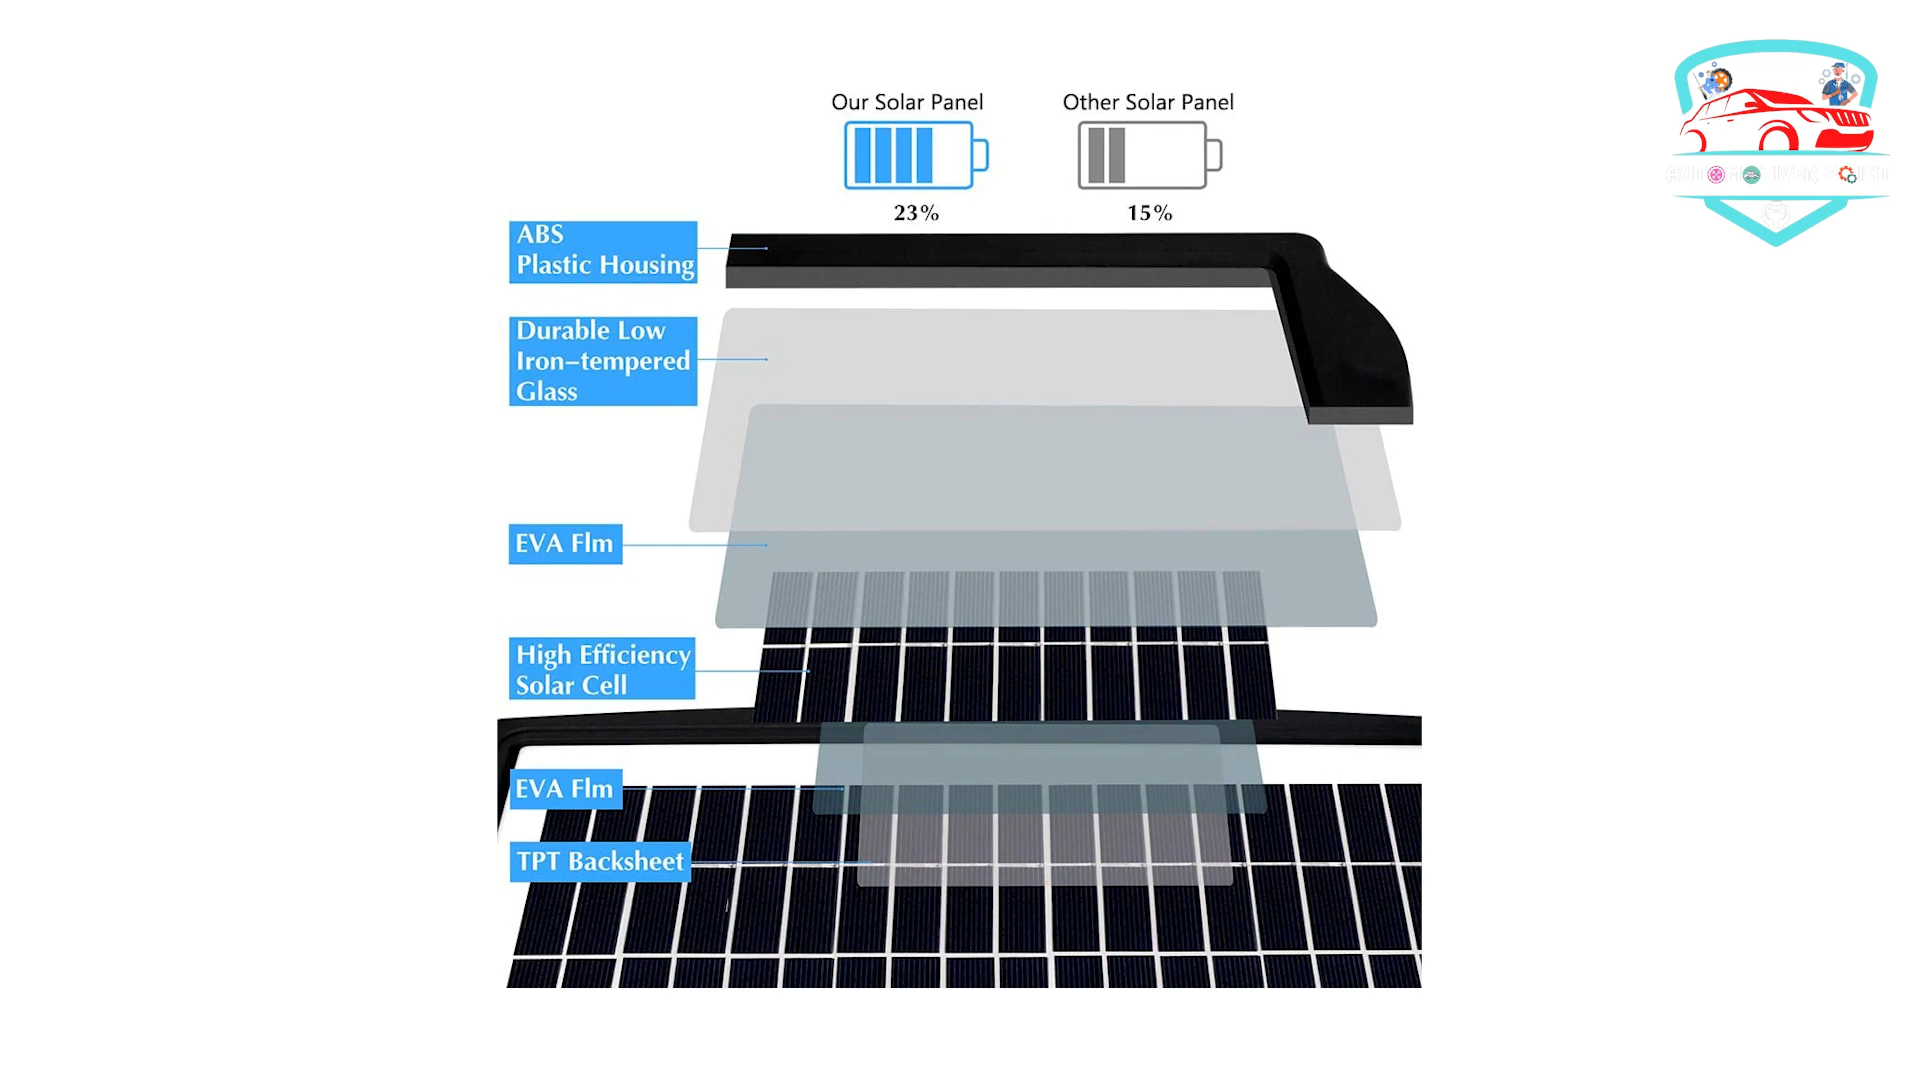 Our Solar Panel
Other Solar Panel
23%
15%
ABS
Plastic Housing
Durable Low
Iron-tempered
Glass
EVA Flm
High Efficiency
Solar Cell
EVA Flm
TPT Backsheet